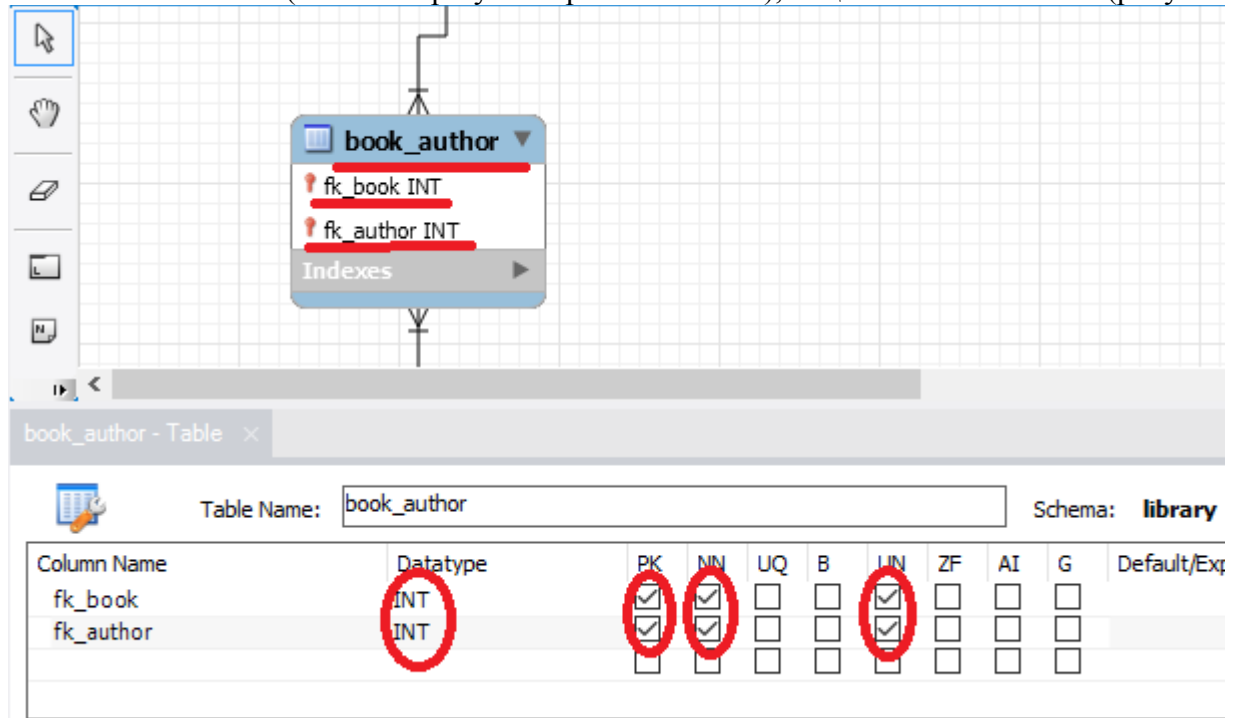 book_author
fk_book INT
fk_author INT
Indexes
book_author - Table
Table Name: book_author Schema: library
Column Name Datatype PK NN UQ B UN ZF AI G Default/Exp
fk_book INT
fk_author INT